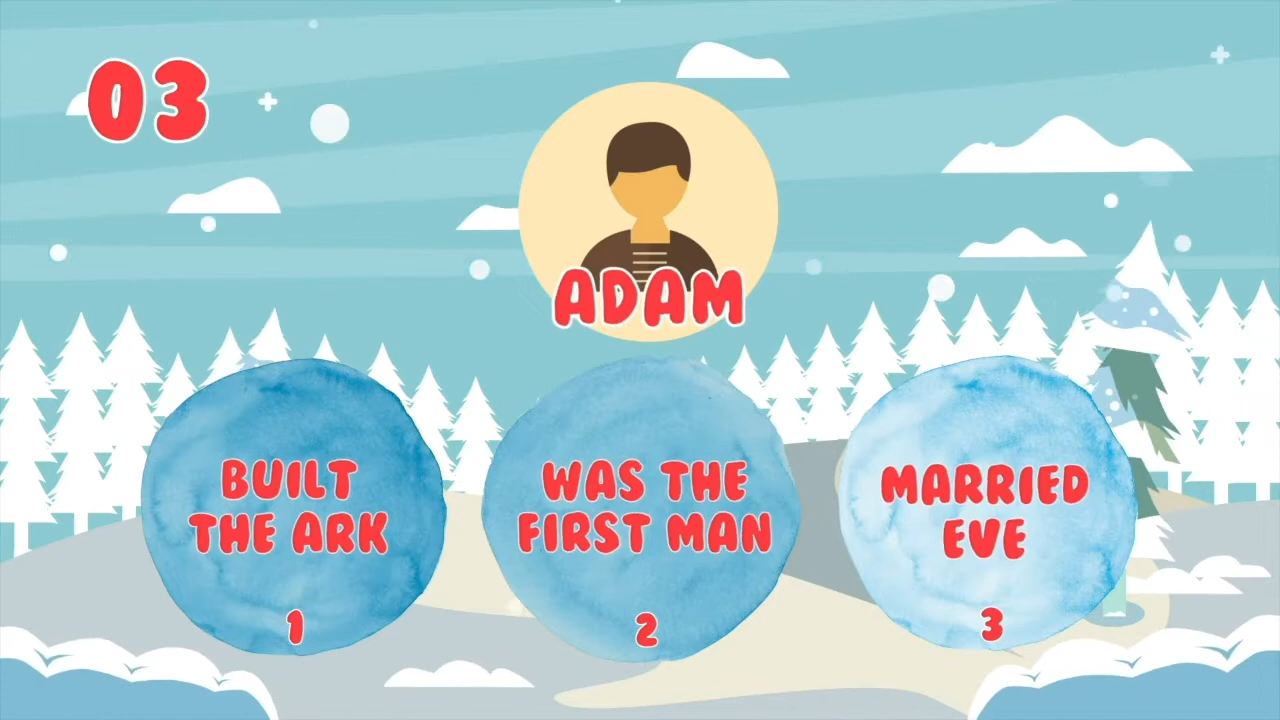 03
ADAM
BUILT
THE ARK
1
WAS THE
FIRST MAN
2
MARRIED
EVE
3